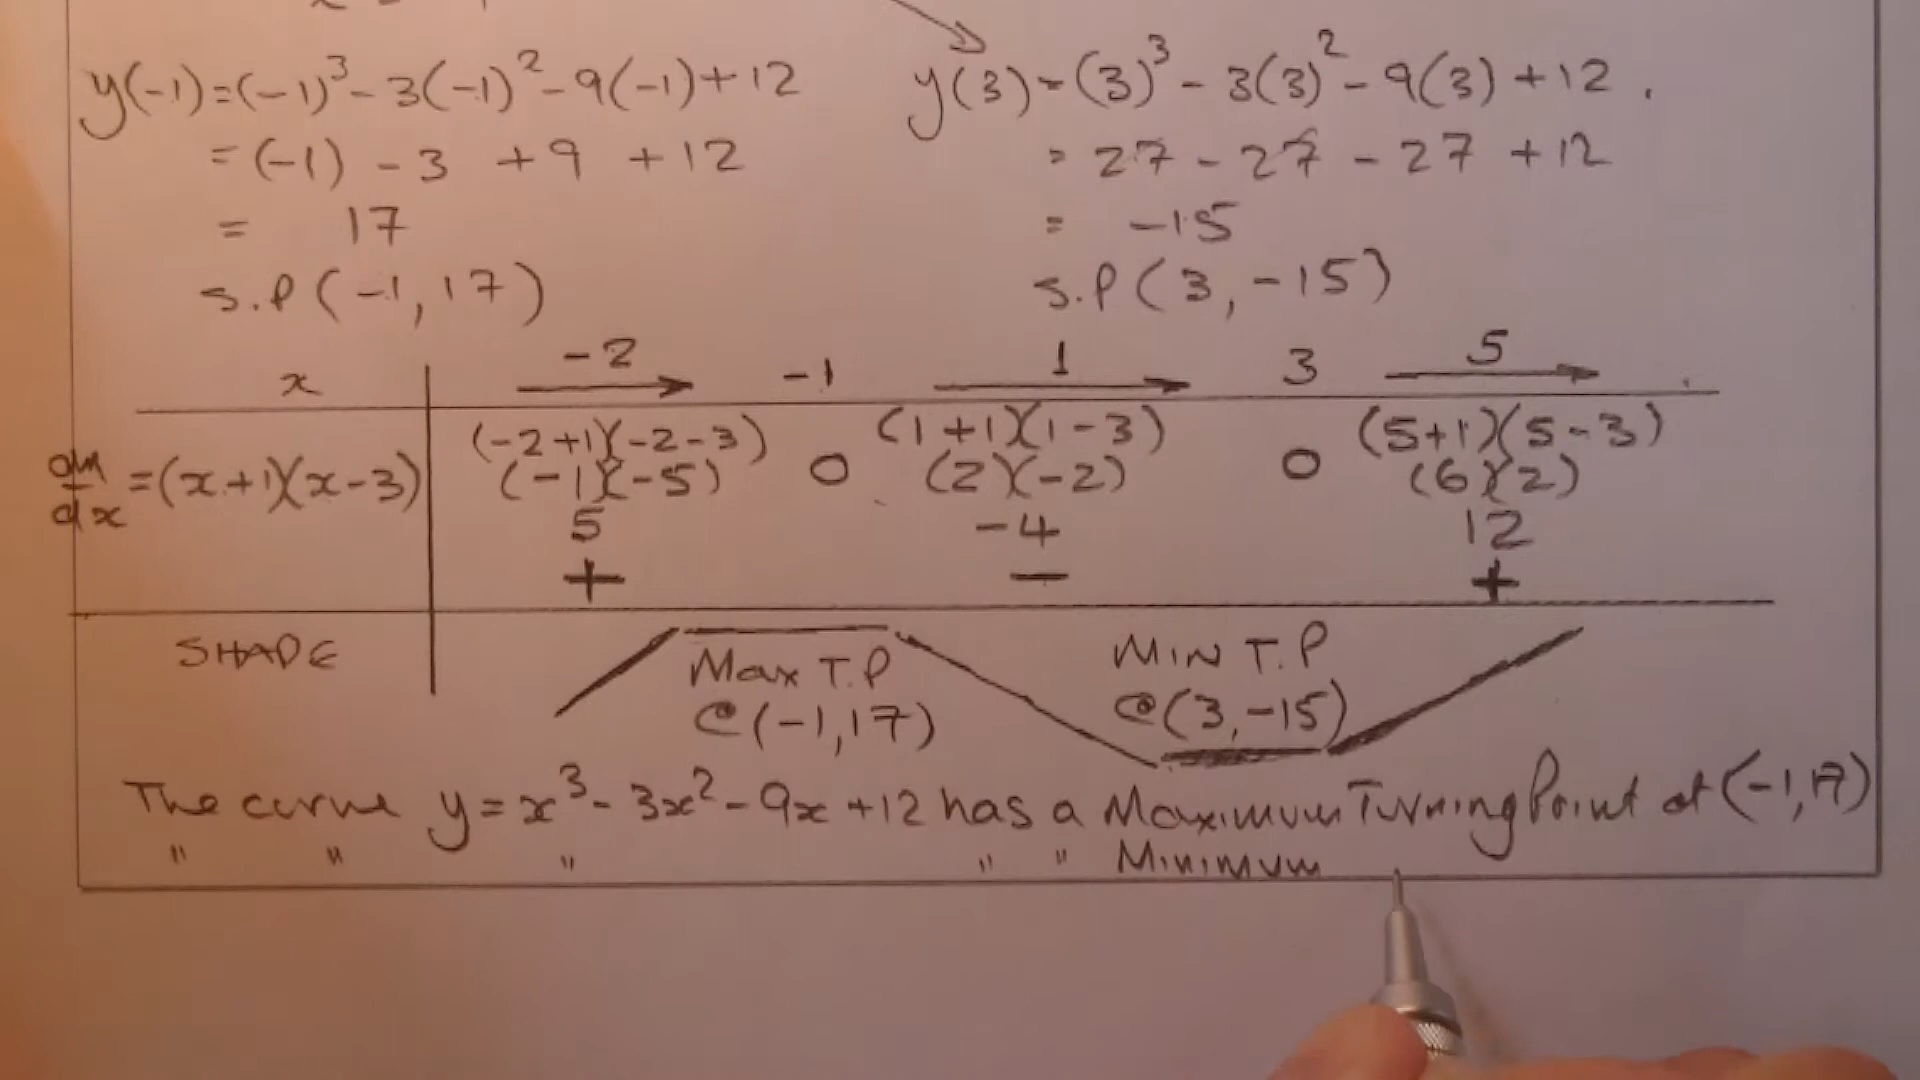 y(-1)=(-1)³-3(-1)²-9(-1)+12
=(-1) -3 +9 +12
= 17
S.P(-1,17)
y(3)=(3)³-3(3)²-9(3)+12.
= 27-27-27+12
= -15
S.P(3,-15)
x -2 -1 1 3 5
dy/dx =(x+1)(x-3) (-2+1)(-2-3) 0 (1+1)(1-3) 0 (5+1)(5-3)
(-1)(-5) (2)(-2) (6)(2)
5 -4 12
+ - +
SHAPE Max T.P MIN T.P
@(-1,17) @(3,-15)
The curve y=x³-3x²-9x+12 has a Maximum Turning Point at (-1,17)
" " " " " Minimum